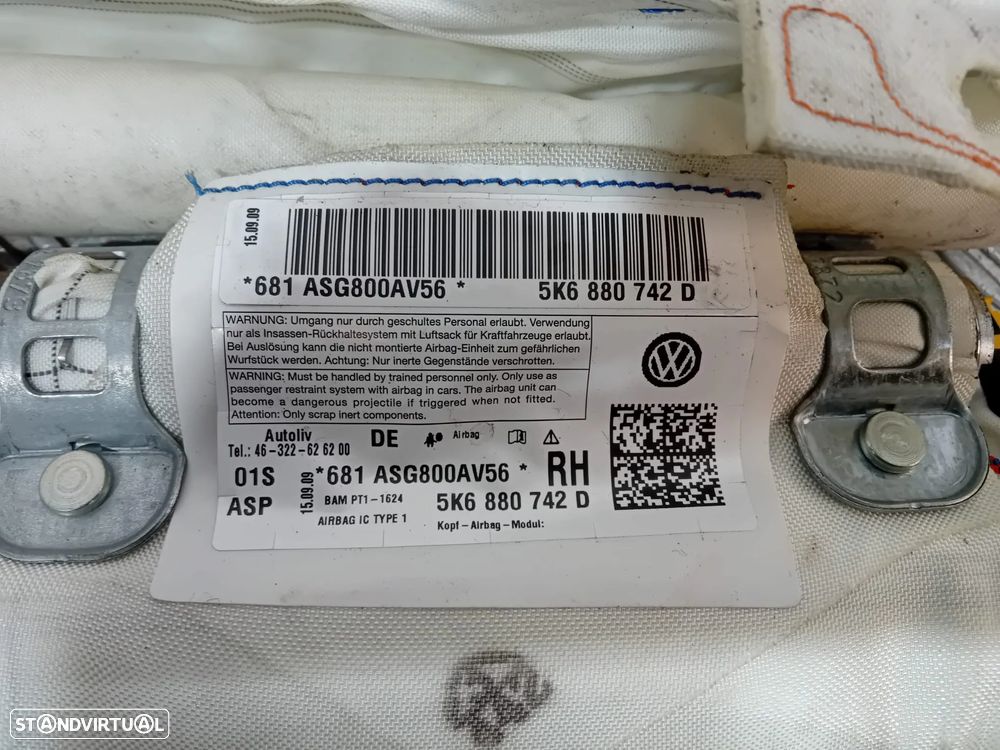 15.09.09
*681 ASG800AV56 * 5K6 880 742 D
WARNUNG: Umgang nur durch geschultes Personal erlaubt. Verwendung
nur als Insassen-Rückhaltesystem mit Luftsack für Kraftfahrzeuge erlaubt.
Bei Auslösung kann die nicht montierte Airbag-Einheit zum gefährlichen
Wurfstück werden. Achtung: Nur inerte Gegenstände verschrotten.
WARNING: Must be handled by trained personnel only. Only use as
passenger restraint system with airbag in cars. The airbag unit can
become a dangerous projectile if triggered when not fitted.
Attention: Only scrap inert components.
Autoliv DE Airbag
Tel.: 46-322-626200
01S 15.09.09 *681 ASG800AV56 * RH
ASP BAM PT1-1624 5K6 880 742 D
AIRBAG IC TYPE 1 Kopf-Airbag-Modul:
STANDVIRTUAL